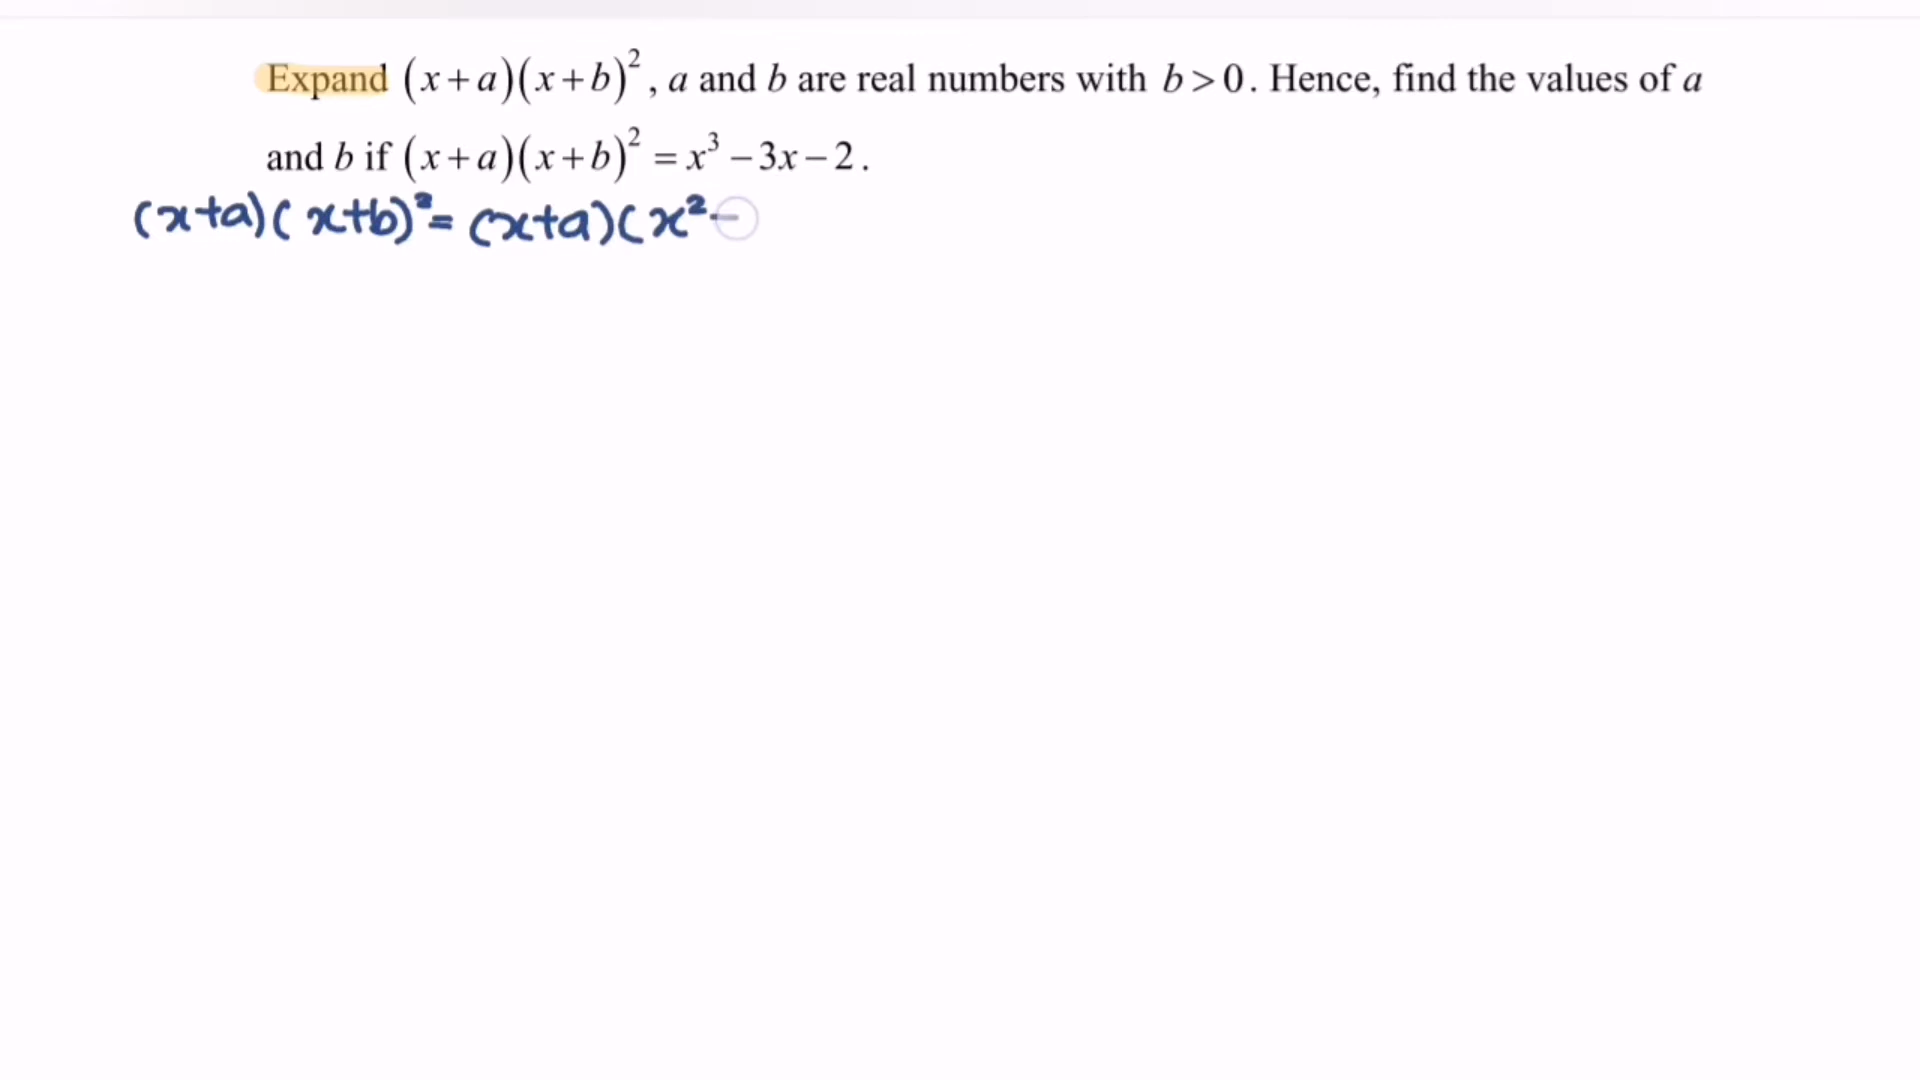 Expand (x+a)(x+b)², a and b are real numbers with b>0. Hence, find the values of a
and b if (x+a)(x+b)² = x³ − 3x − 2.
(x+a)(x+b)² = (x+a)(x² -